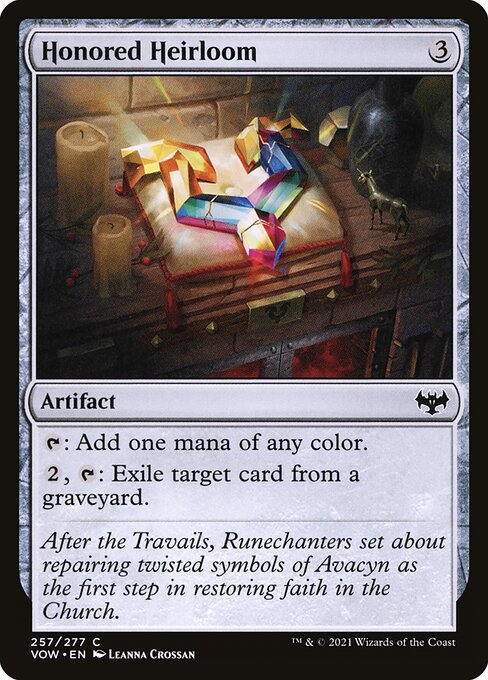 Honored Heirloom 3
Artifact
: Add one mana of any color.
2, : Exile target card from a
graveyard.
After the Travails, Runechanters set about
repairing twisted symbols of Avacyn as
the first step in restoring faith in the
Church.
257/277 C
VOW • EN Leanna Crossan
™ & © 2021 Wizards of the Coast